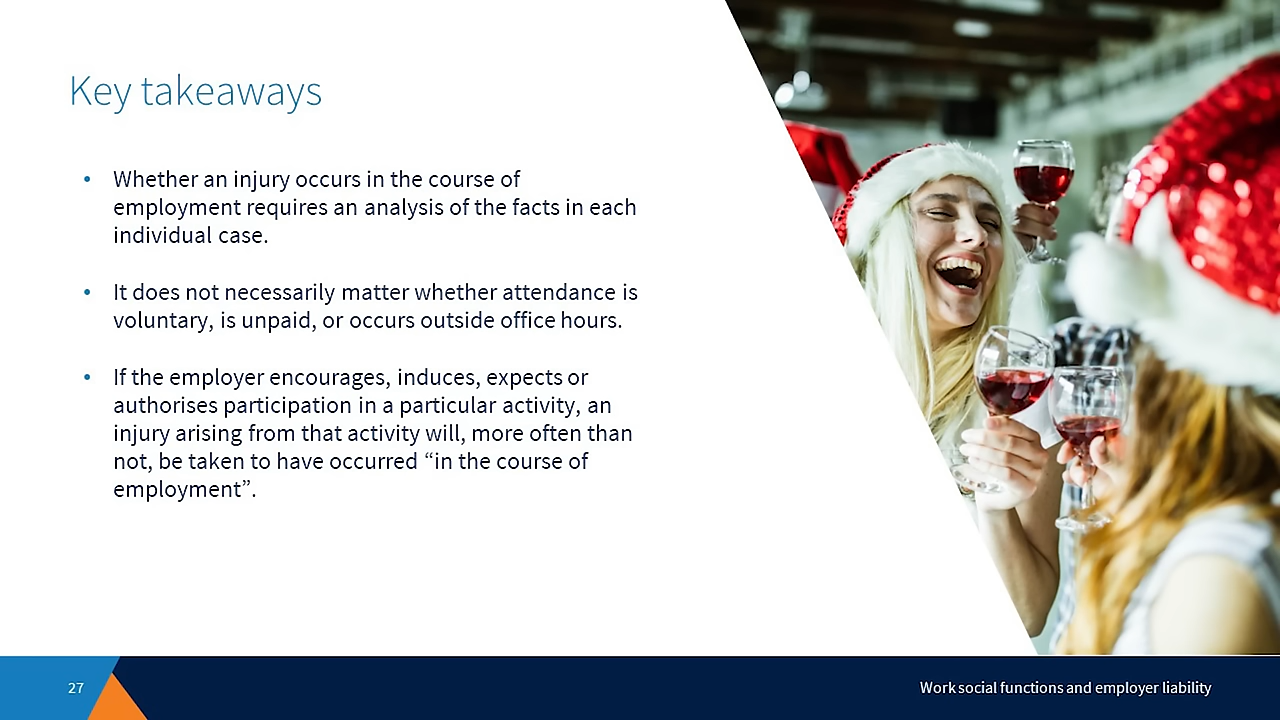 Key takeaways
• Whether an injury occurs in the course of
employment requires an analysis of the facts in each
individual case.
• It does not necessarily matter whether attendance is
voluntary, is unpaid, or occurs outside office hours.
• If the employer encourages, induces, expects or
authorises participation in a particular activity, an
injury arising from that activity will, more often than
not, be taken to have occurred “in the course of
employment”.
27
Work social functions and employer liability